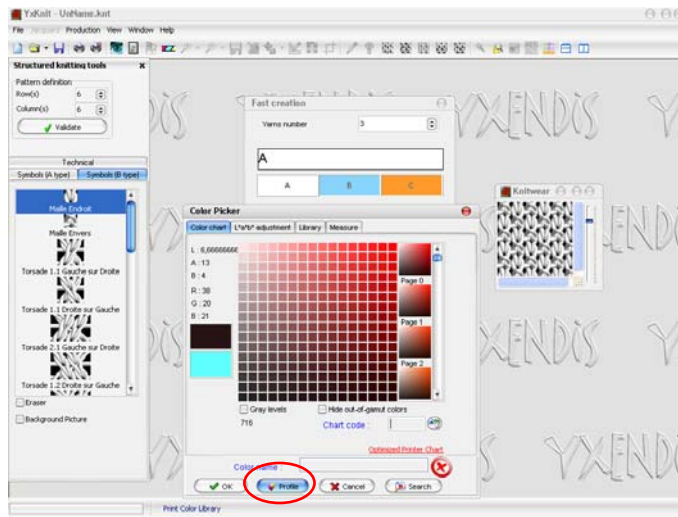 YxKnit - UnName.knt
File Jacquard Production View Window Help
Structured knitting tools x
Pattern definition
Row(s) 6
Column(s) 6
Validate
Technical
Symbols (A type) Symbols (B type)
Maille Endroit
Maille Envers
Torsade 1.1 Gauche sur Droite
Torsade 1.1 Droite sur Gauche
Torsade 2.1 Gauche sur Droite
Torsade 1.2 Droite sur Gauche
Eraser
Background Picture
Fast creation
Yarns number 3
A
A B C
Knitwear
Color Picker
Color chart L*a*b* adjustment Library Measure
L : 6,66666666
A : 13
B : 4
R : 38
G : 20
B : 21
Page 0
Page 1
Page 2
Gray levels Hide out-of-gamut colors
716 Chart code :
Optimized Printer Chart
Color name :
OK Profile Cancel Search
Print Color Library
YXENDIS
YXENDIS
YXENDIS